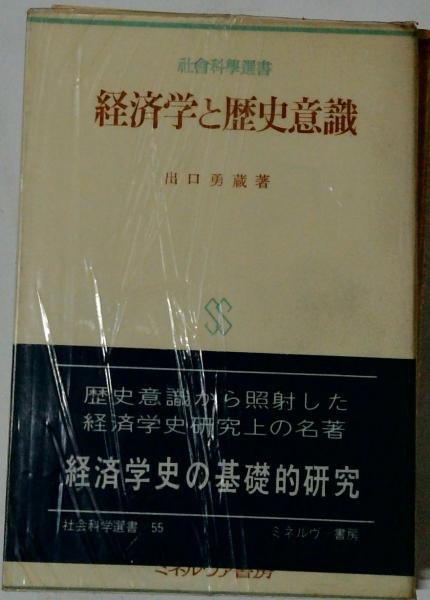 社會科學選書
経済学と歴史意識
出口勇蔵著
歴史意識から照射した
経済学史研究上の名著
経済学史の基礎的研究
社会科学選書 55
ミネルヴ 書房
ミネルヴァ書房